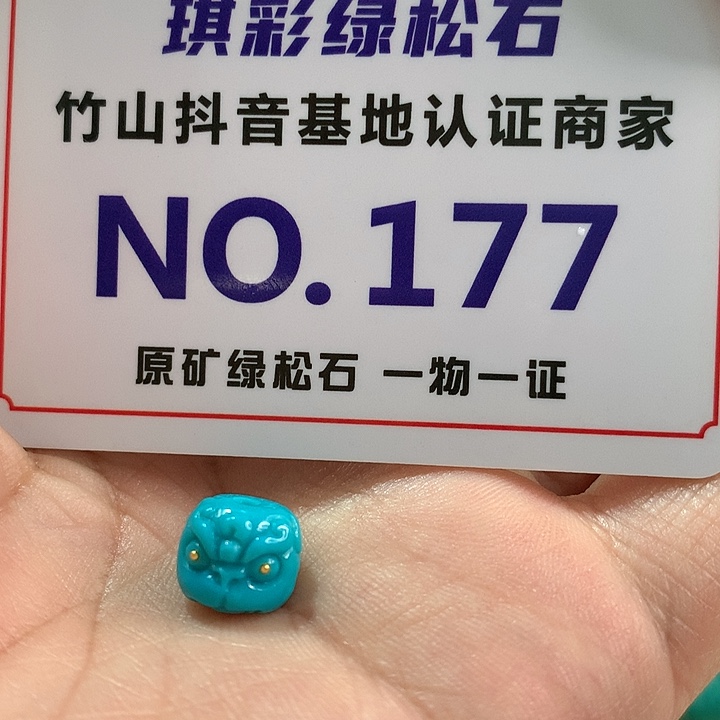 琪彩绿松石
竹山抖音基地认证商家
NO.177
原矿绿松石 一物一证